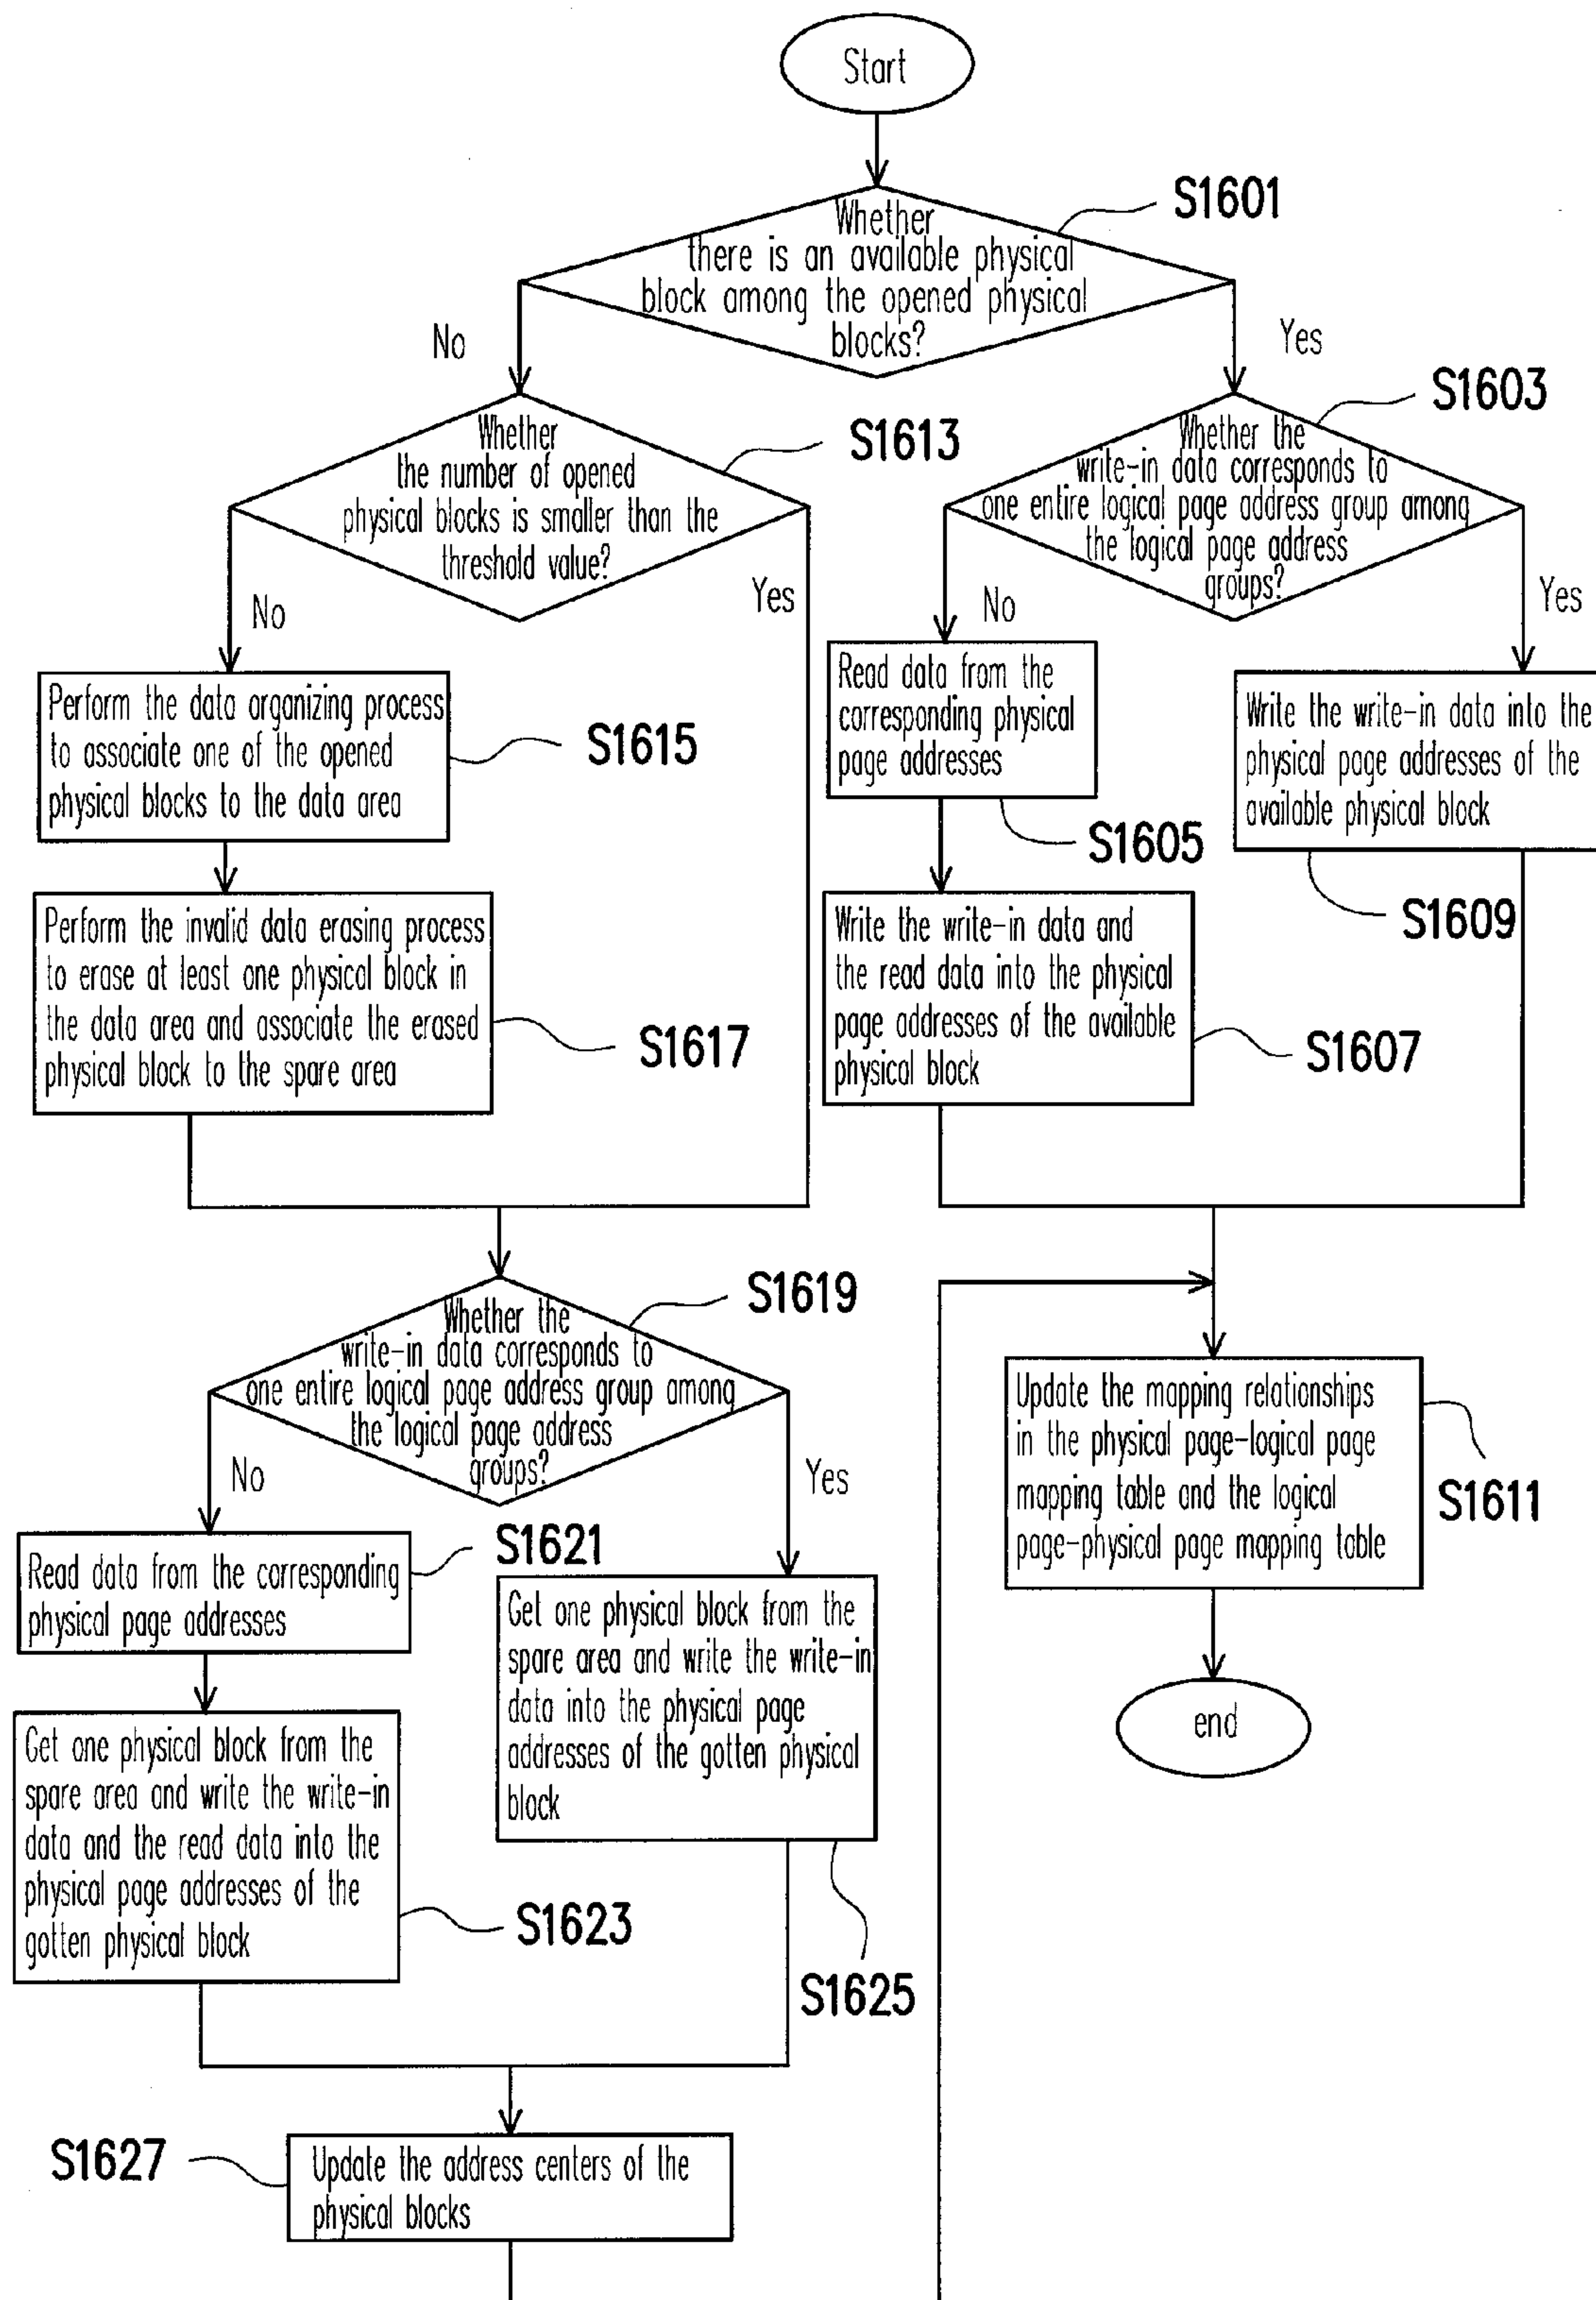 Start
S1601
Whether
there is an available physical
block among the opened physical
blocks?
No
Yes
S1603
Whether the
write-in data corresponds to
one entire logical page address group among
the logical page address
groups?
S1613
Whether
the number of opened
physical blocks is smaller than the
threshold value?
No
Yes
No
Yes
Perform the data organizing process
to associate one of the opened
physical blocks to the data area
S1615
Read data from the
corresponding physical
page addresses
S1605
Write the write-in data into the
physical page addresses of the
available physical block
S1609
Perform the invalid data erasing process
to erase at least one physical block in
the data area and associate the erased
physical block to the spare area
S1617
Write the write-in data and
the read data into the physical
page addresses of the available
physical block
S1607
S1619
Whether the
write-in data corresponds to
one entire logical page address group among
the logical page address
groups?
No
Yes
Update the mapping relationships
in the physical page-logical page
mapping table and the logical
page-physical page mapping table
S1611
Read data from the corresponding
physical page addresses
S1621
Get one physical block from the
spare area and write the write-in
data into the physical page
addresses of the gotten physical
block
S1625
end
Get one physical block from the
spare area and write the write-in
data and the read data into the
physical page addresses of the
gotten physical block
S1623
S1627
Update the address centers of the
physical blocks